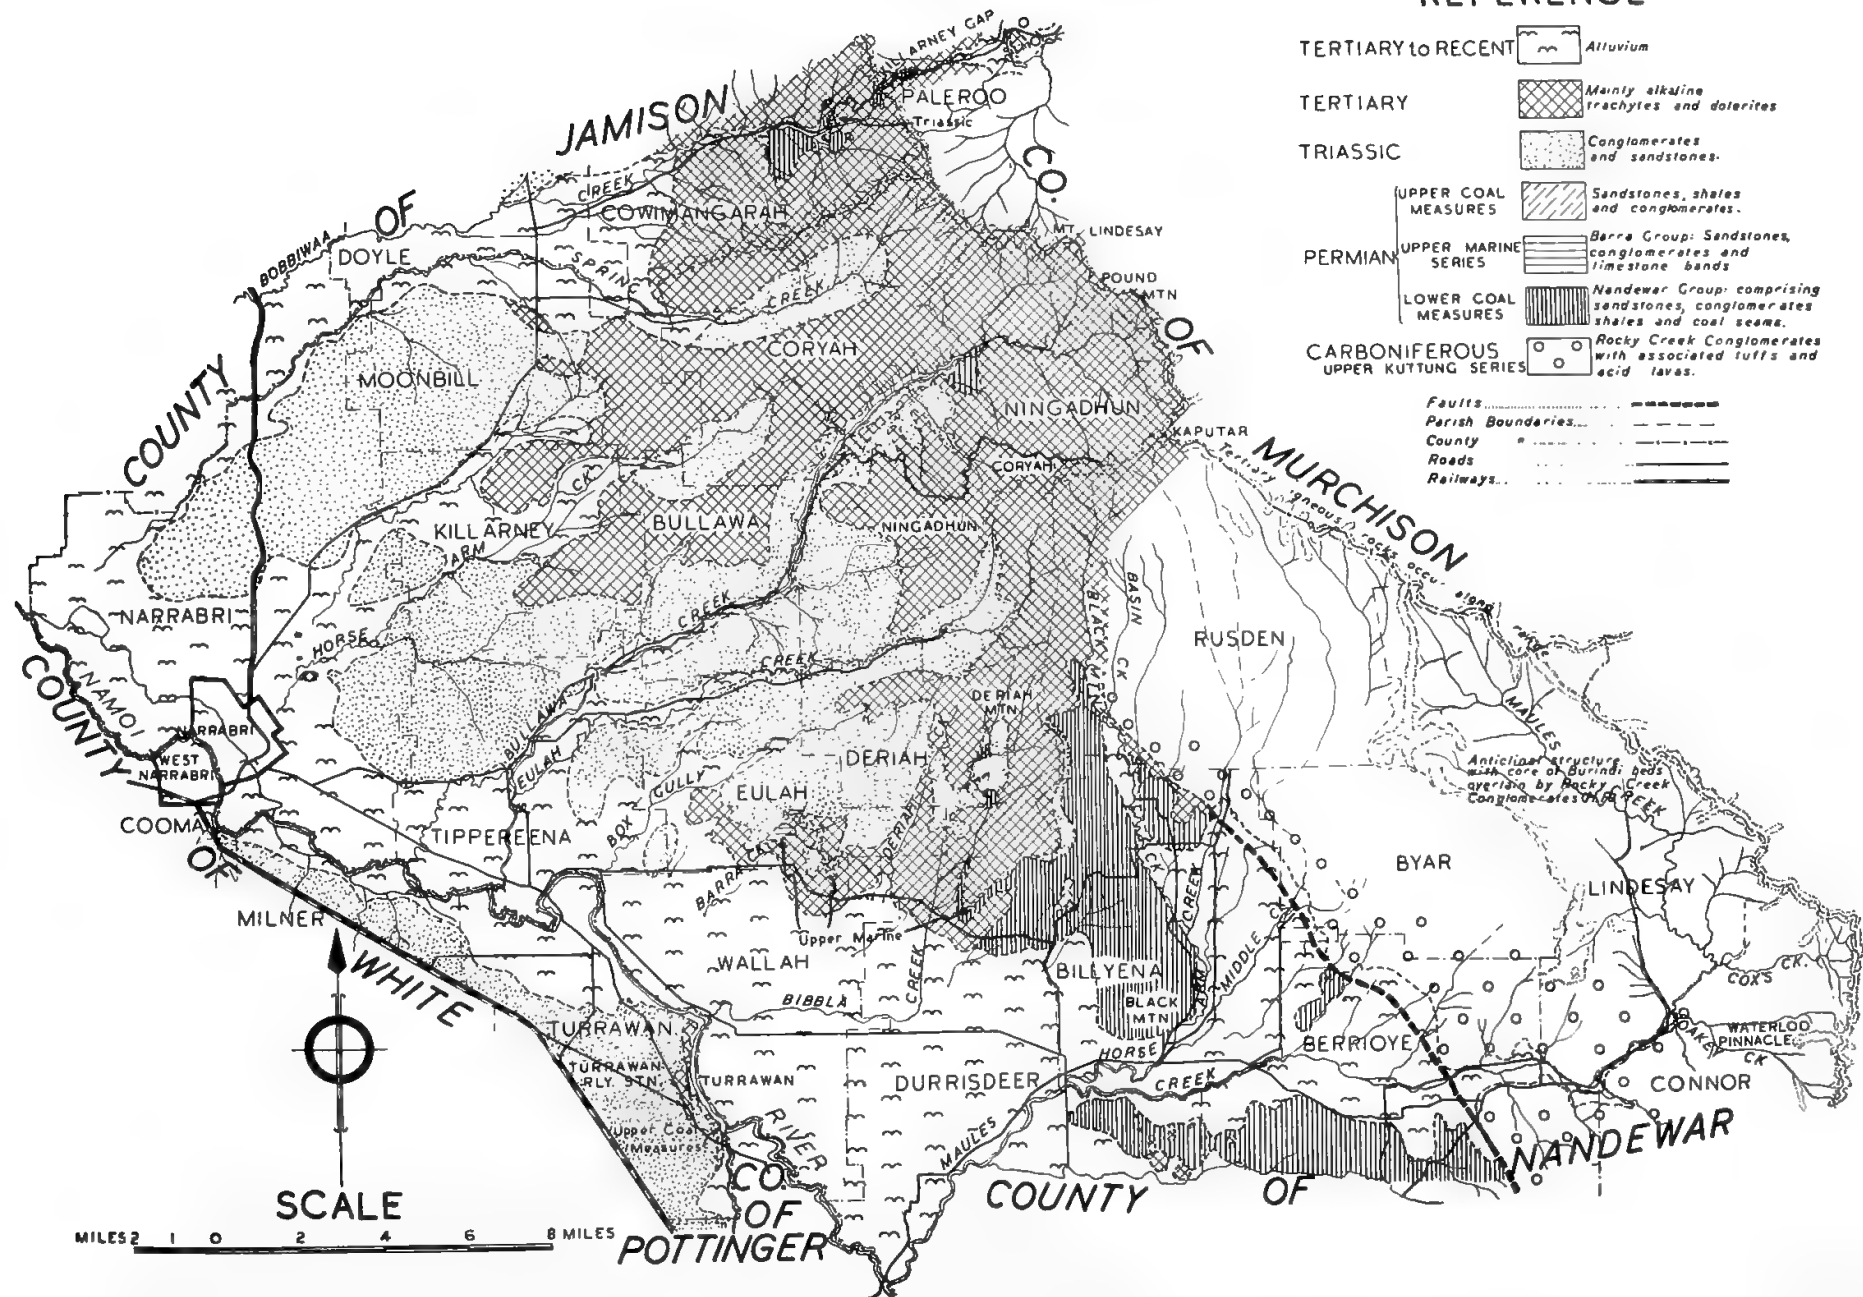 REFERENCE
TERTIARY to RECENT
Alluvium
TERTIARY
Mainly alkaline
trachytes and dolerites
TRIASSIC
Conglomerates
and sandstones.
PERMIAN
UPPER COAL
MEASURES
Sandstones, shales
and conglomerates.
UPPER MARINE
SERIES
Barra Group: Sandstones,
conglomerates and
limestone bands
LOWER COAL
MEASURES
Nandewar Group: comprising
sandstones, conglomerates
shales and coal seams.
CARBONIFEROUS
UPPER KUTTUNG SERIES
Rocky Creek Conglomerates
with associated tuffs and
acid lavas.
Faults
Parish Boundaries
County "
Roads
Railways
COUNTY OF JAMISON
CO. OF MURCHISON
PALEROO
Triassic
COWIMANGARAH
CREEK
BOBBIWAA
DOYLE
SPRING
CREEK
MT. LINDESAY
POUND
MTN
CORYAH
MOONBILL
NINGADHUN
KAPUTAR
CORYAH
Tertiary igneous rocks occur along range
KILLARNEY
CK.
BULLAWA
NINGADHUN
NARRABRI
HORSE
ARM
CREEK
BLACK MTN
BASIN
CK
RUSDEN
COUNTY OF WHITE
NAMOI
NARRABRI
WEST
NARRABRI
BULLAWA
EULAH
CREEK
DERIAH
MTN
DERIAH
MAULES
CREEK
Anticlinal structure
with core of Burindi beds
overlain by Rocky Creek
Conglomerates
COOMA
TIPPEREENA
BOX
GULLY
EULAH
DERIAH
BARRACK
CK
CREEK
BYAR
LINDESAY
MILNER
Upper Marine
WALLAH
CREEK
BIBBLA
BILLYENA
BLACK
MTN
ARM
MIDDLE
CK
COX'S CK.
TURRAWAN
HORSE
BERRIOYE
OAKEY
CK
WATERLOO
PINNACLE
TURRAWAN
RLY. STN.
TURRAWAN
DURRISDEER
CREEK
CONNOR
Upper Coal
Measures
RIVER
MAULES
COUNTY OF NANDEWAR
CO.
OF
POTTINGER
SCALE
MILES 2 1 0 2 4 6 8 MILES